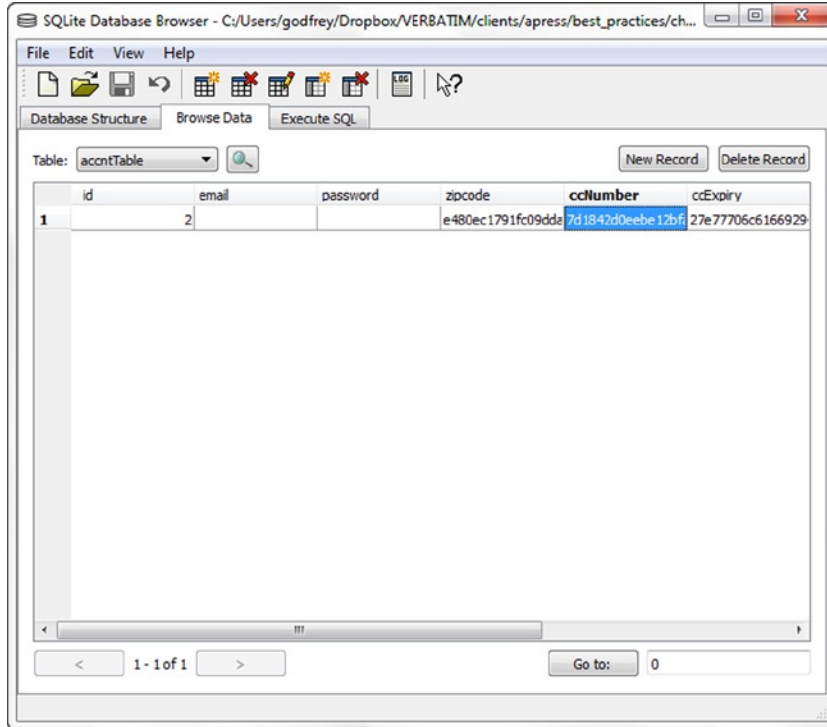 SQLite Database Browser - C:/Users/godfrey/Dropbox/VERBATIM/clients/apress/best_practices/ch...
File Edit View Help
LOG
Database Structure Browse Data Execute SQL
Table: accntTable New Record Delete Record
id email password zipcode ccNumber ccExpiry
1 2 e480ec1791fc09dda 7d1842d0eebe12bfa 27e77706c6166929
< 1 - 1 of 1 > Go to: 0